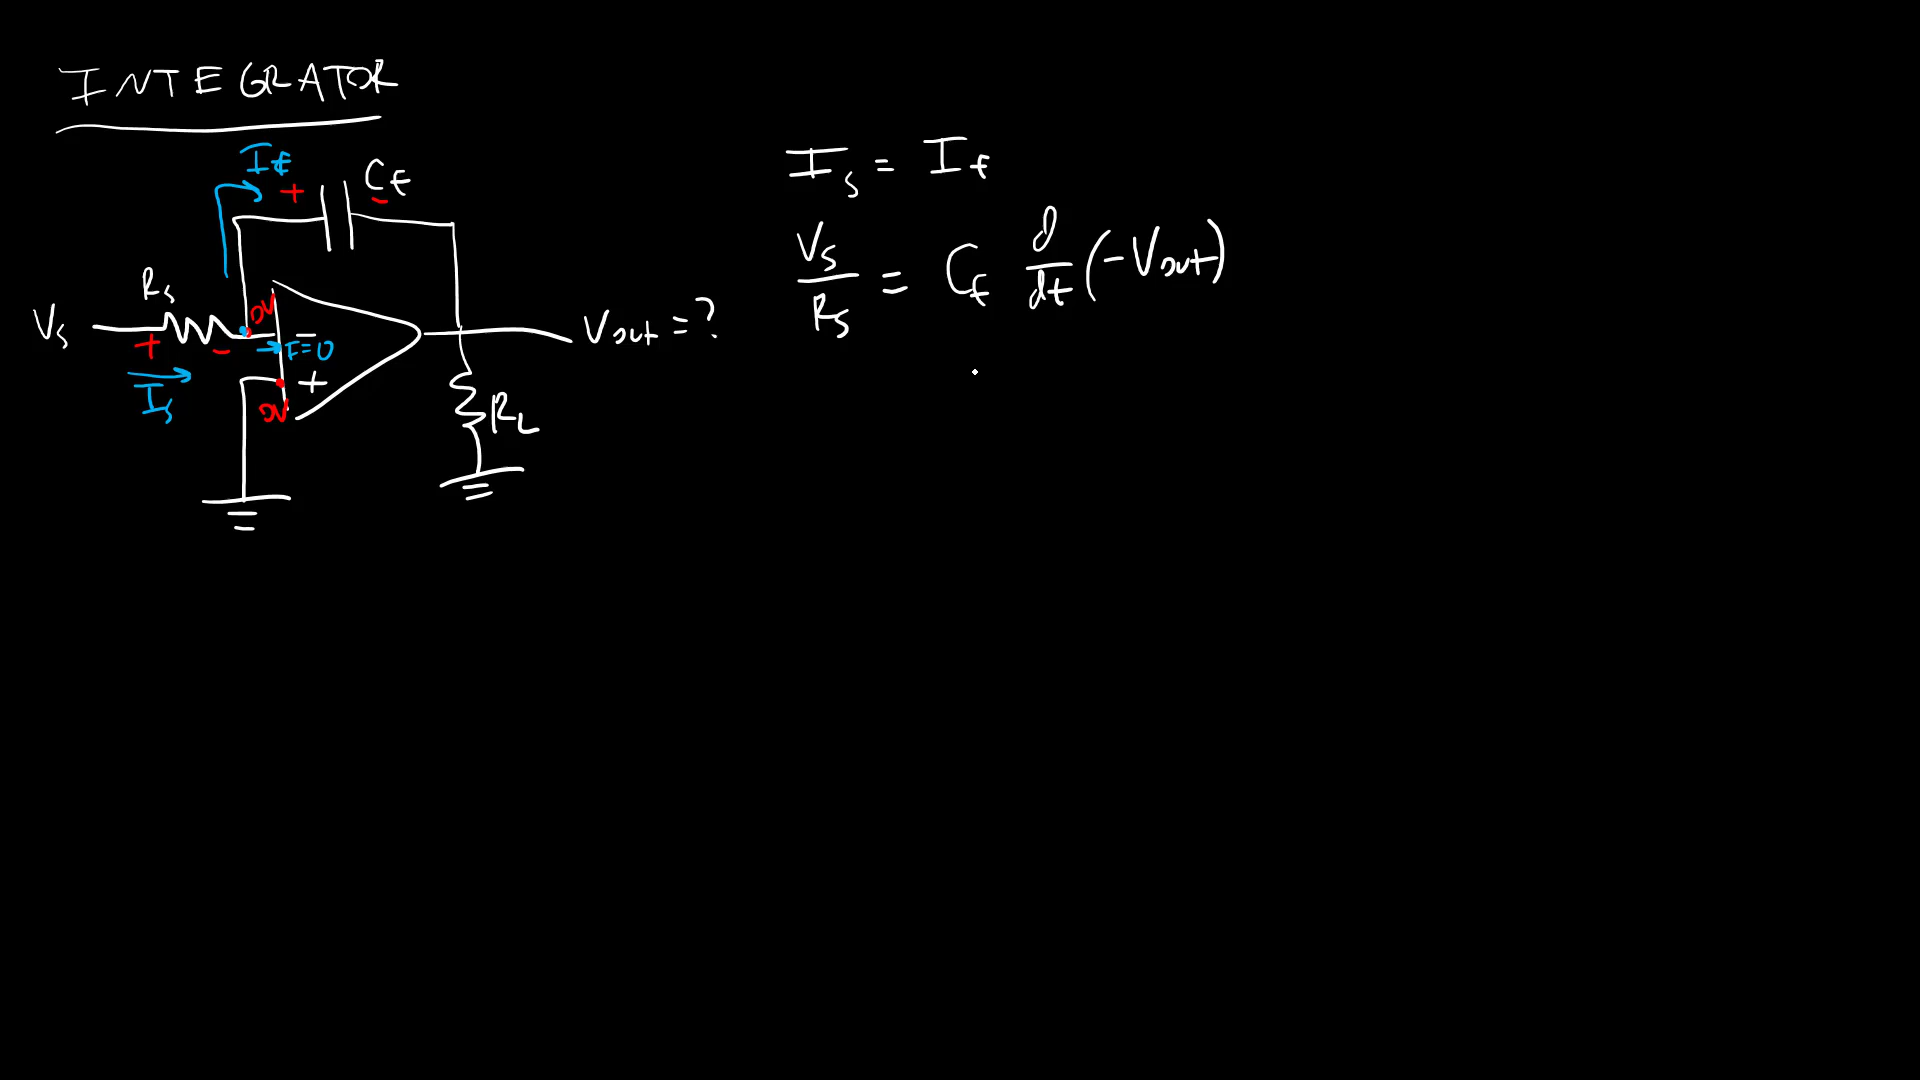 INTEGRATOR
If
+
Cf
-
Rs
Vs
0V
+
-
I=0
-
+
Is
0V
Vout = ?
RL
Is = If
Vs/Rs = Cf d/dt (-Vout)